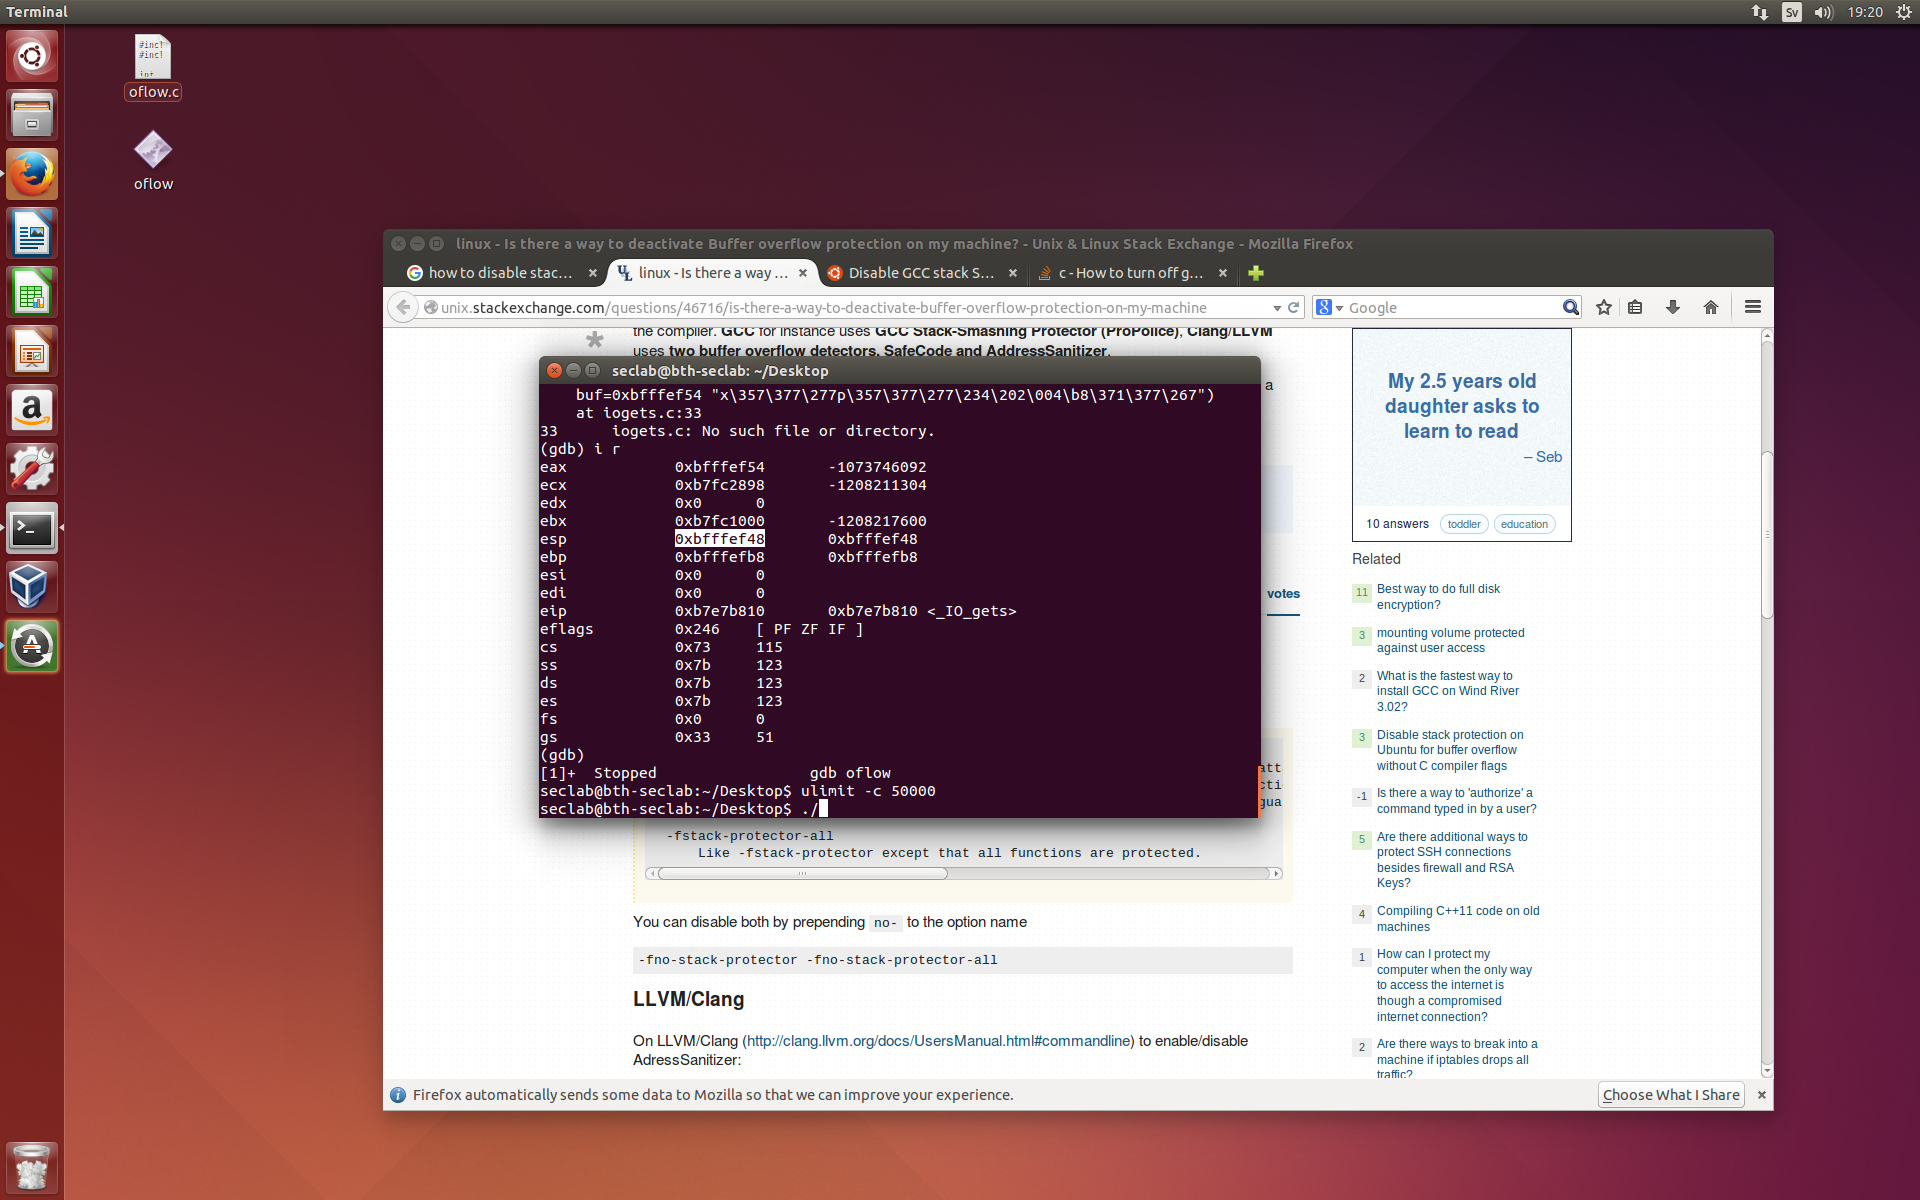 Terminal
Sv
19:20
#inc!
#inc!
int
oflow.c
oflow
linux - Is there a way to deactivate Buffer overflow protection on my machine? - Unix & Linux Stack Exchange - Mozilla Firefox
how to disable stac...
linux - Is there a way ...
Disable GCC stack S...
c - How to turn off g...
unix.stackexchange.com/questions/46716/is-there-a-way-to-deactivate-buffer-overflow-protection-on-my-machine
Google
the compiler. GCC for instance uses GCC Stack-Smashing Protector (ProPolice), Clang/LLVM
uses two buffer overflow detectors, SafeCode and AddressSanitizer.
a
votes
seclab@bth-seclab: ~/Desktop
buf=0xbfffef54 "x\357\377\277p\357\377\277\234\202\004\b8\371\377\267")
at iogets.c:33
33      iogets.c: No such file or directory.
(gdb) i r
eax            0xbfffef54       -1073746092
ecx            0xb7fc2898       -1208211304
edx            0x0      0
ebx            0xb7fc1000       -1208217600
esp            0xbfffef48       0xbfffef48
ebp            0xbfffefb8       0xbfffefb8
esi            0x0      0
edi            0x0      0
eip            0xb7e7b810       0xb7e7b810 <_IO_gets>
eflags         0x246    [ PF ZF IF ]
cs             0x73     115
ss             0x7b     123
ds             0x7b     123
es             0x7b     123
fs             0x0      0
gs             0x33     51
(gdb)
[1]+  Stopped                 gdb oflow
seclab@bth-seclab:~/Desktop$ ulimit -c 50000
seclab@bth-seclab:~/Desktop$ ./
-fstack-protector-all
Like -fstack-protector except that all functions are protected.
You can disable both by prepending no- to the option name
-fno-stack-protector -fno-stack-protector-all
LLVM/Clang
On LLVM/Clang (http://clang.llvm.org/docs/UsersManual.html#commandline) to enable/disable
AdressSanitizer:
My 2.5 years old
daughter asks to
learn to read
– Seb
10 answers toddler education
Related
11 Best way to do full disk
encryption?
3 mounting volume protected
against user access
2 What is the fastest way to
install GCC on Wind River
3.02?
3 Disable stack protection on
Ubuntu for buffer overflow
without C compiler flags
-1 Is there a way to 'authorize' a
command typed in by a user?
5 Are there additional ways to
protect SSH connections
besides firewall and RSA
Keys?
4 Compiling C++11 code on old
machines
1 How can I protect my
computer when the only way
to access the internet is
though a compromised
internet connection?
2 Are there ways to break into a
machine if iptables drops all
traffic?
Firefox automatically sends some data to Mozilla so that we can improve your experience.
Choose What I Share